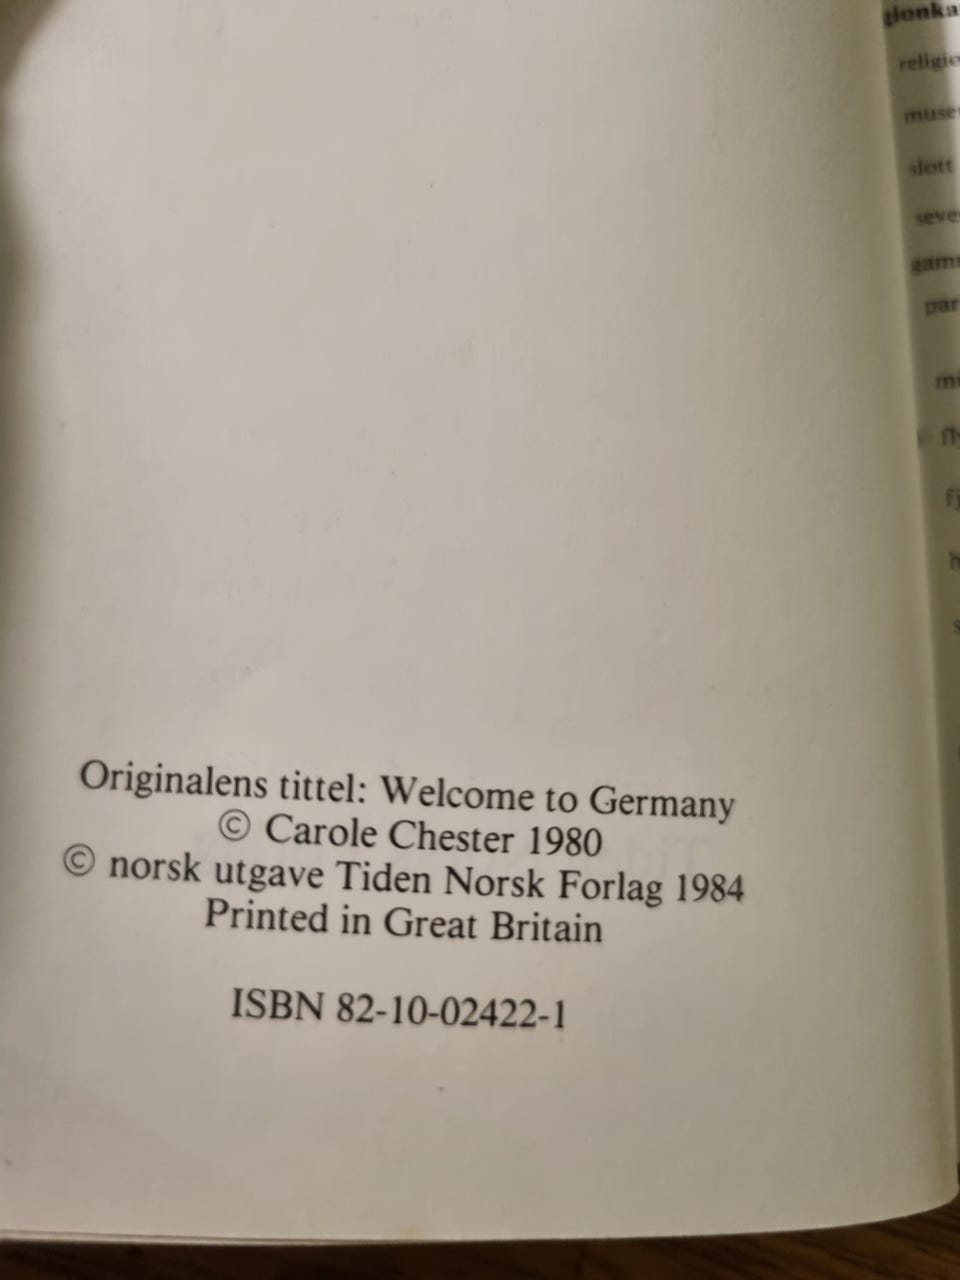 Originalens tittel: Welcome to Germany
© Carole Chester 1980
© norsk utgave Tiden Norsk Forlag 1984
Printed in Great Britain
ISBN 82-10-02422-1
slott